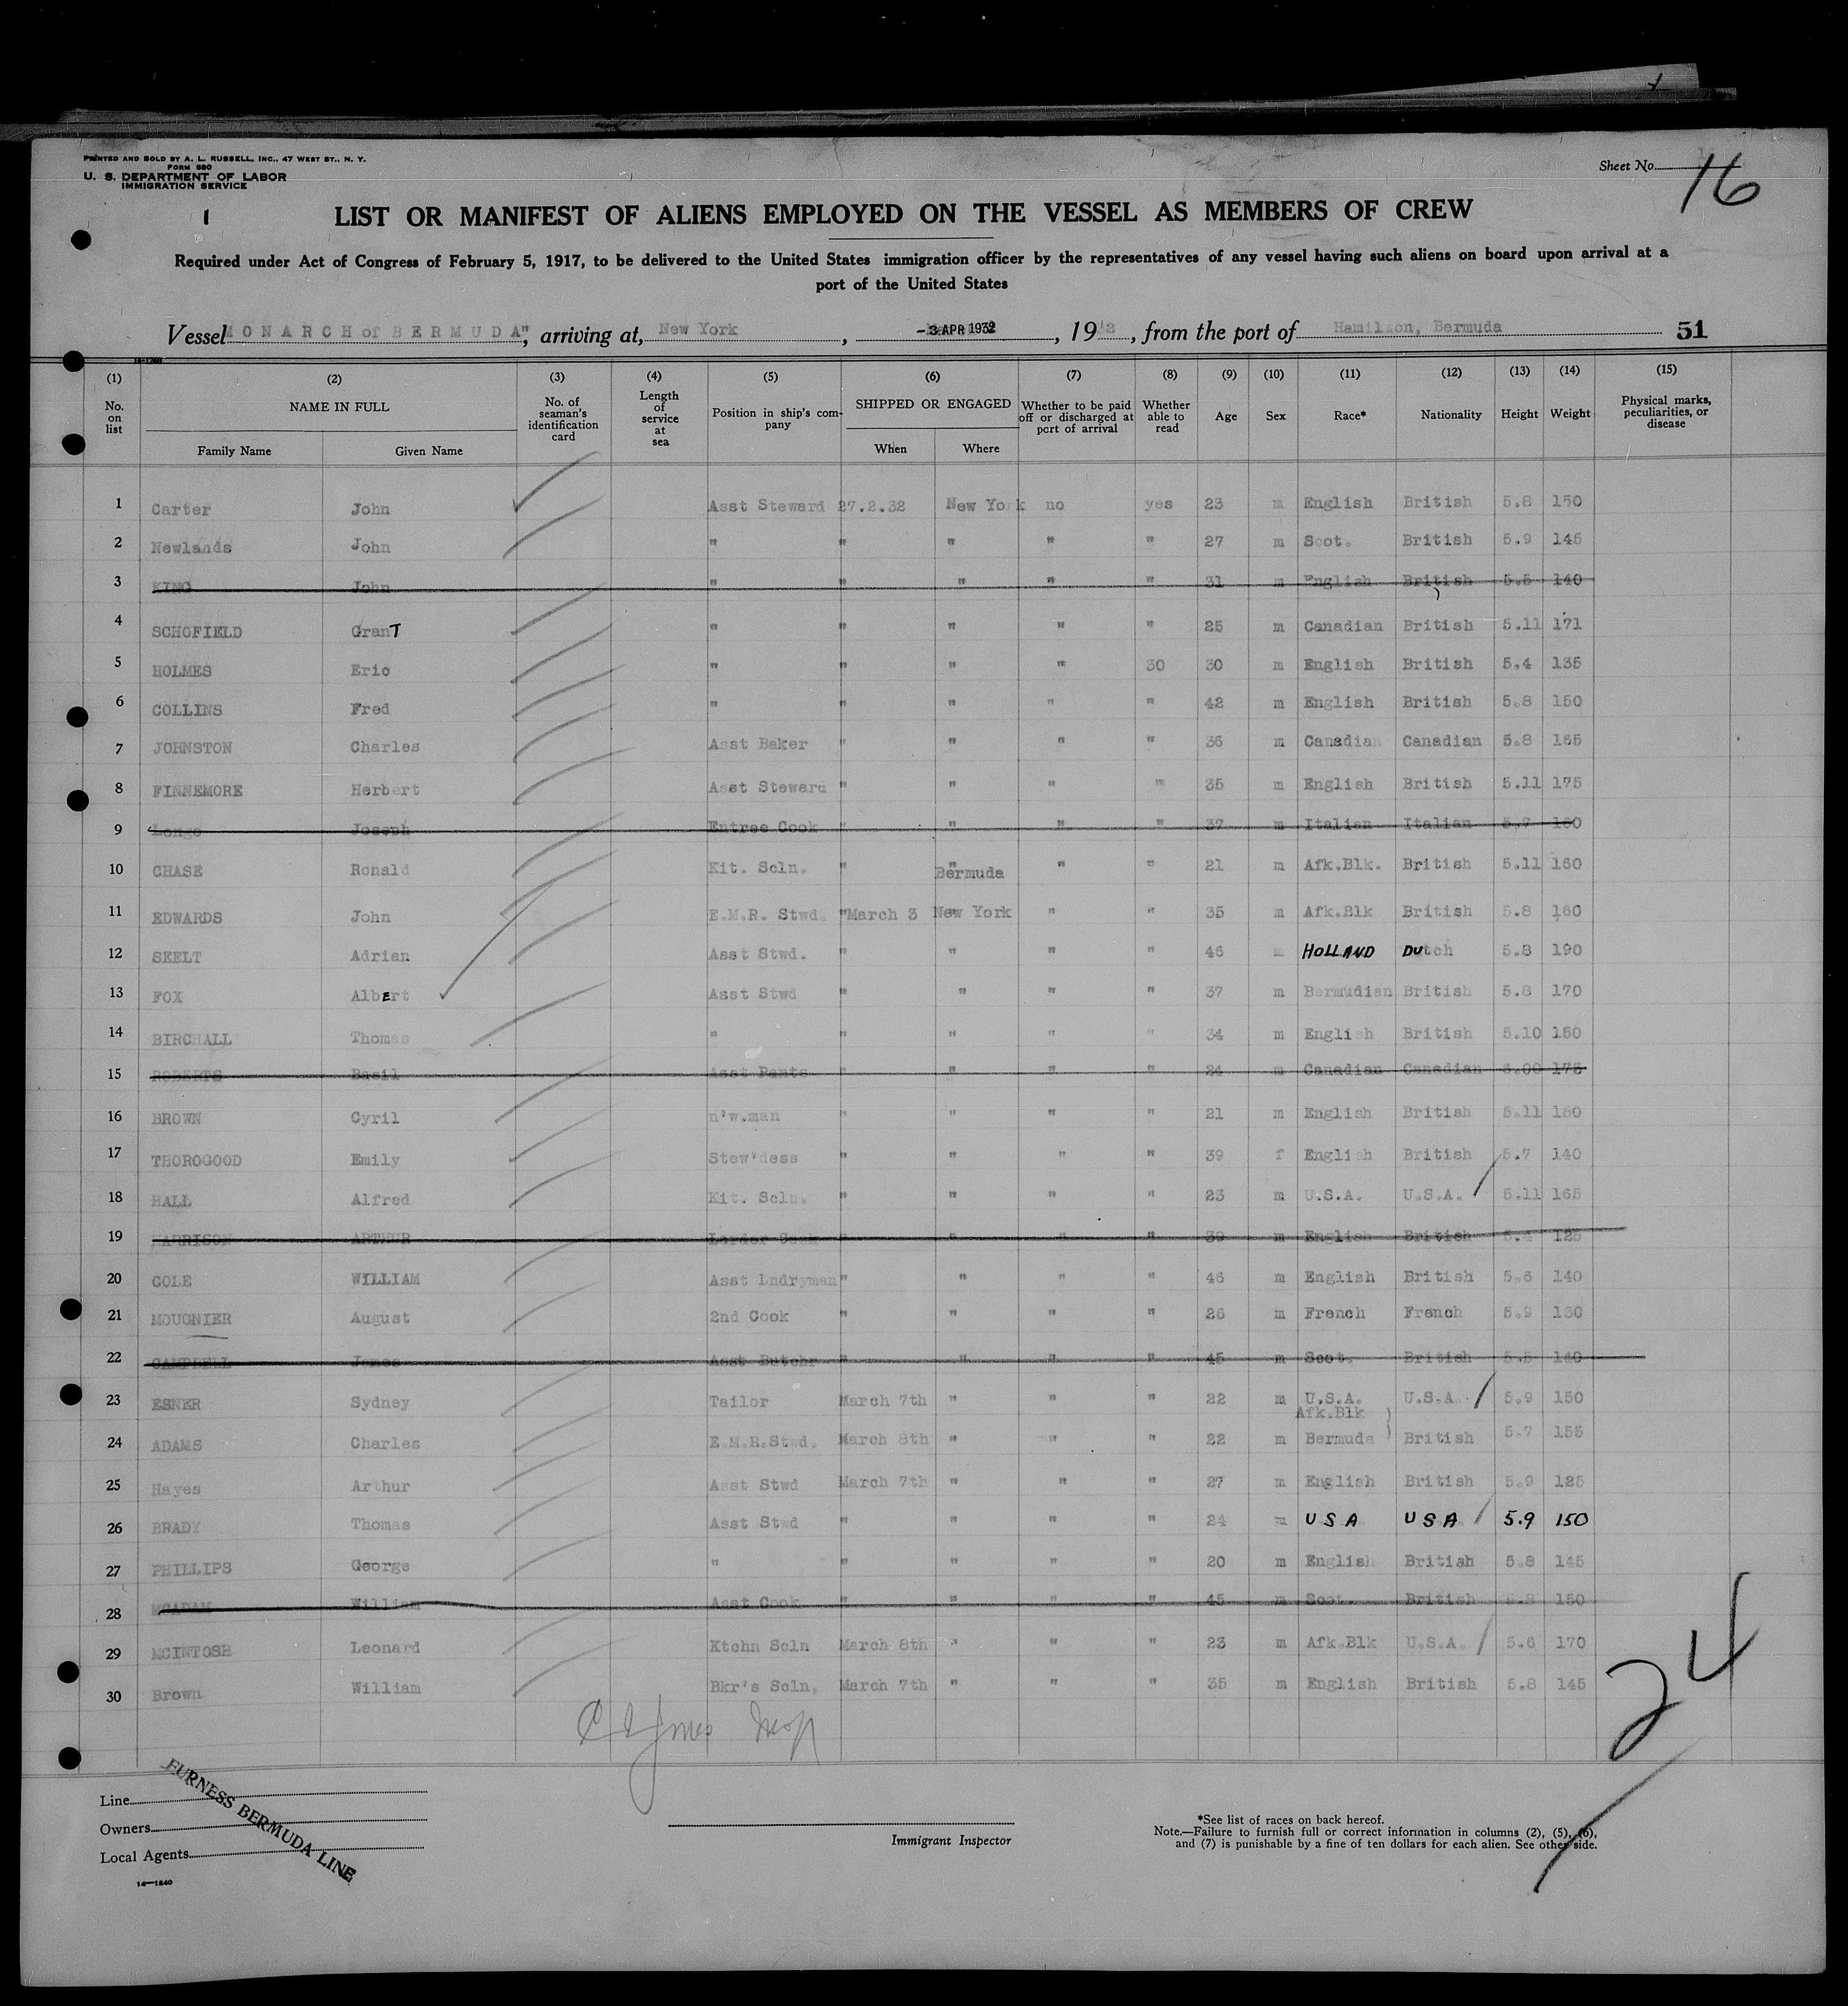 PRINTED AND SOLD BY A. L. RUSSELL, INC., 47 WEST ST., N. Y.
FORM 680
U. S. DEPARTMENT OF LABOR
IMMIGRATION SERVICE
Sheet No. 16
1
LIST OR MANIFEST OF ALIENS EMPLOYED ON THE VESSEL AS MEMBERS OF CREW
Required under Act of Congress of February 5, 1917, to be delivered to the United States immigration officer by the representatives of any vessel having such aliens on board upon arrival at a
port of the United States
Vessel MONARCH of BERMUDA", arriving at, New York, -3 APR 1932, 19, from the port of Hamilton, Bermuda 51
(1) (2) (3) (4) (5) (6) (7) (8) (9) (10) (11) (12) (13) (14) (15)
No. on list NAME IN FULL No. of seaman's identification card Length of service at sea Position in ship's company SHIPPED OR ENGAGED Whether to be paid off or discharged at port of arrival Whether able to read Age Sex Race* Nationality Height Weight Physical marks, peculiarities, or disease
Family Name Given Name When Where
1 Carter John Asst Steward 27.2.32 New York no yes 23 m English British 5.8 150
2 Newlands John " " " " " 27 m Scot. British 5.9 145
3 KING John " " " " " 31 m English British 5.5 140
4 SCHOFIELD GranT " " " " " 25 m Canadian British 5.11 171
5 HOLMES Eric " " " " 30 30 m English British 5.4 135
6 COLLINS Fred " " " " " 42 m English British 5.8 150
7 JOHNSTON Charles Asst Baker " " " " 36 m Canadian Canadian 5.8 165
8 FINNEMORE Herbert Asst Steward " " " " 35 m English British 5.11 175
9 Longo Joseph Entree Cook " " " " 37 m Italian Italian 5.7 160
10 CHASE Ronald Kit. Scln. " " Bermuda " " 21 m Afk.Blk. British 5.11 160
11 EDWARDS John E.M.R. Stwd. "March 3 New York " " 35 m Afk.Blk British 5.8 160
12 SEELT Adrian Asst Stwd. " " " " 46 m HOLLAND DUtch 5.8 190
13 FOX AlbErt Asst Stwd " " " " 37 m Bermudian British 5.8 170
14 BIRCHALL Thomas " " " " " 34 m English British 5.10 150
15 ROBERTS Basil Asst Pants " " " " 24 m Canadian Canadian 6.00 175
16 BROWN Cyril n'w.man " " " " 21 m English British 5.11 150
17 THOROGOOD Emily Stew'dess " " " " 39 f English British 5.7 140
18 HALL Alfred Kit. Scln. " " " " 23 m U.S.A. U.S.A. 5.11 165
19 HARRISON ARTHUR Larder Cook " " " " 39 m English British 5.4 125
20 COLE WILLIAM Asst Lndryman " " " " 46 m English British 5.6 140
21 MOUGNIER August 2nd Cook " " " " 26 m French French 5.9 130
22 CAMPBELL James Asst Butchr " " " " 45 m Scot. British 5.5 140
23 ESNER Sydney Tailor March 7th " " " 22 m U.S.A. U.S.A. 5.9 150
24 ADAMS Charles E.M.R.Stwd. March 8th " " " 22 m Afk.Blk Bermuda ) British 5.7 155
25 Hayes Arthur Asst Stwd March 7th " " " 27 m English British 5.9 125
26 BRADY Thomas Asst Stwd " " " " 24 m U S A U S A 5.9 150
27 PHILLIPS George " " " " " 20 m English British 5.8 145
28 MCADAM William Asst Cook " " " " 45 m Scot. British 5.8 150
29 MCINTOSH Leonard Ktchn Scln March 8th " " " 23 m Afk.Blk U.S.A. 5.6 170
30 Brown William Bkr's Scln. March 7th " " " 35 m English British 5.8 145
24
Line
Owners
Local Agents
FURNESS BERMUDA LINE
14—1240
Immigrant Inspector
*See list of races on back hereof.
Note.—Failure to furnish full or correct information in columns (2), (5), (6),
and (7) is punishable by a fine of ten dollars for each alien. See other side.